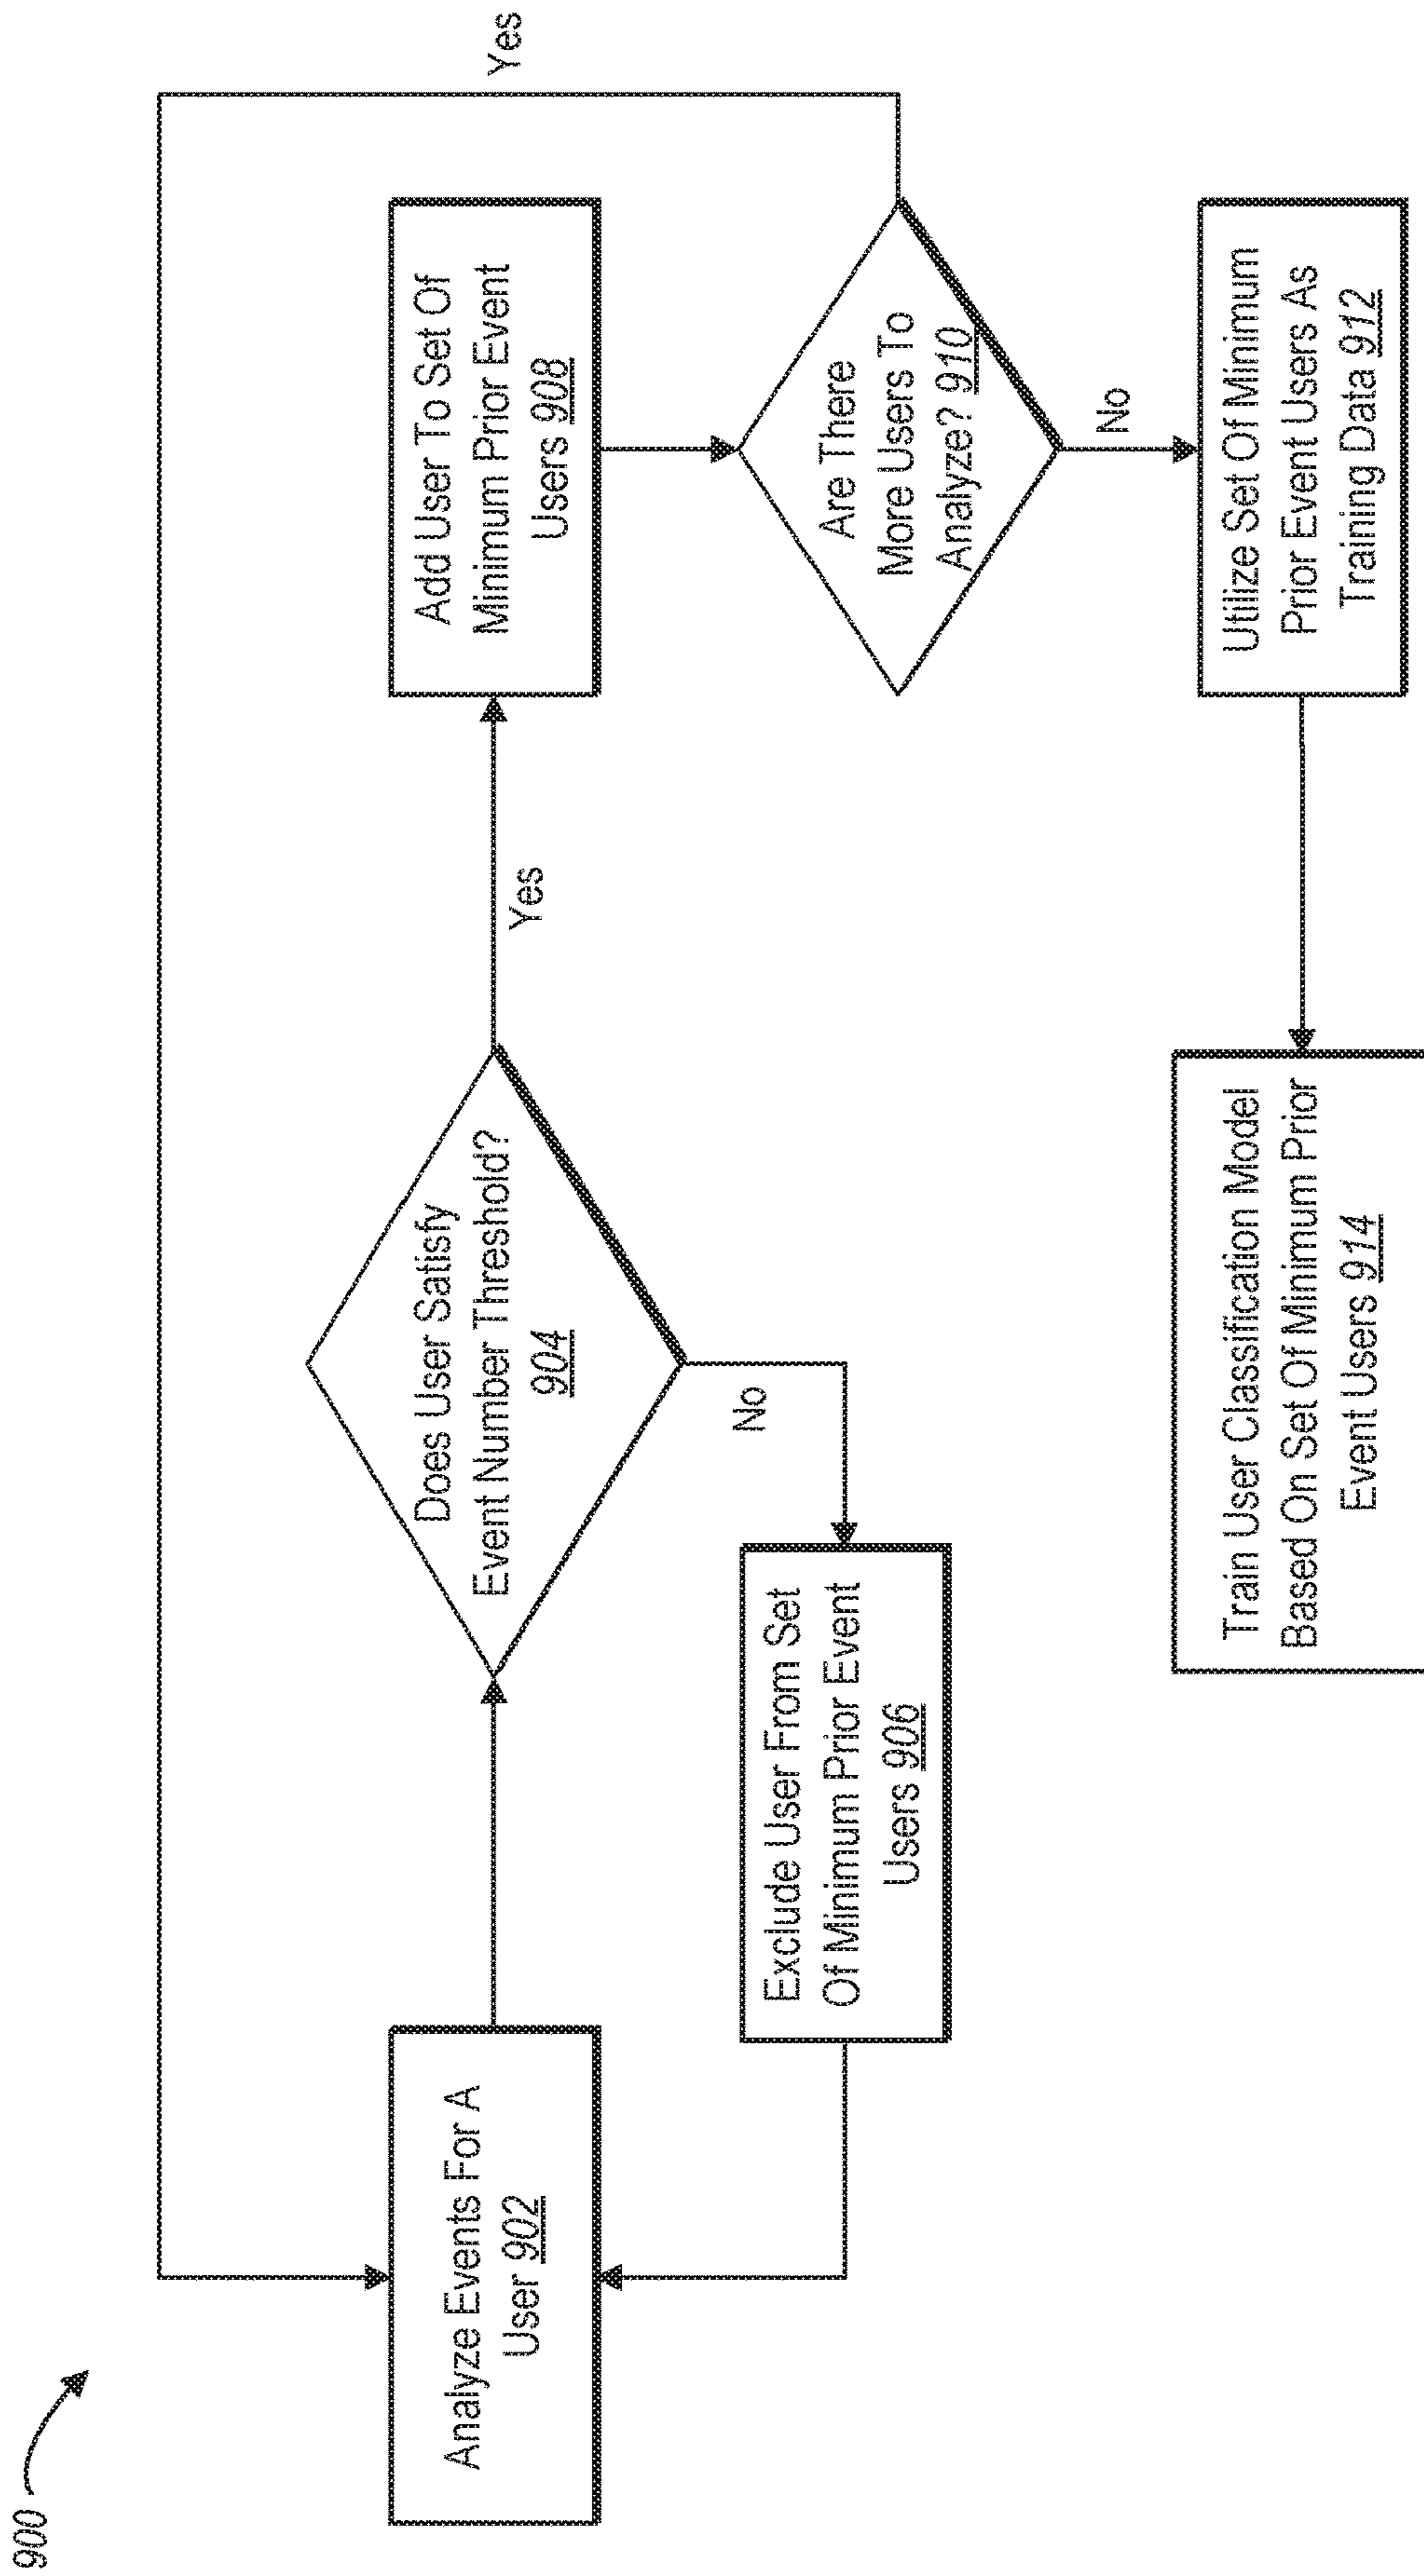 900
Analyze Events For A
User 902
Does User Satisfy
Event Number Threshold?
904
Yes
No
Exclude User From Set
Of Minimum Prior Event
Users 906
Add User To Set Of
Minimum Prior Event
Users 908
Are There
More Users To
Analyze? 910
Yes
No
Utilize Set Of Minimum
Prior Event Users As
Training Data 912
Train User Classification Model
Based On Set Of Minimum Prior
Event Users 914